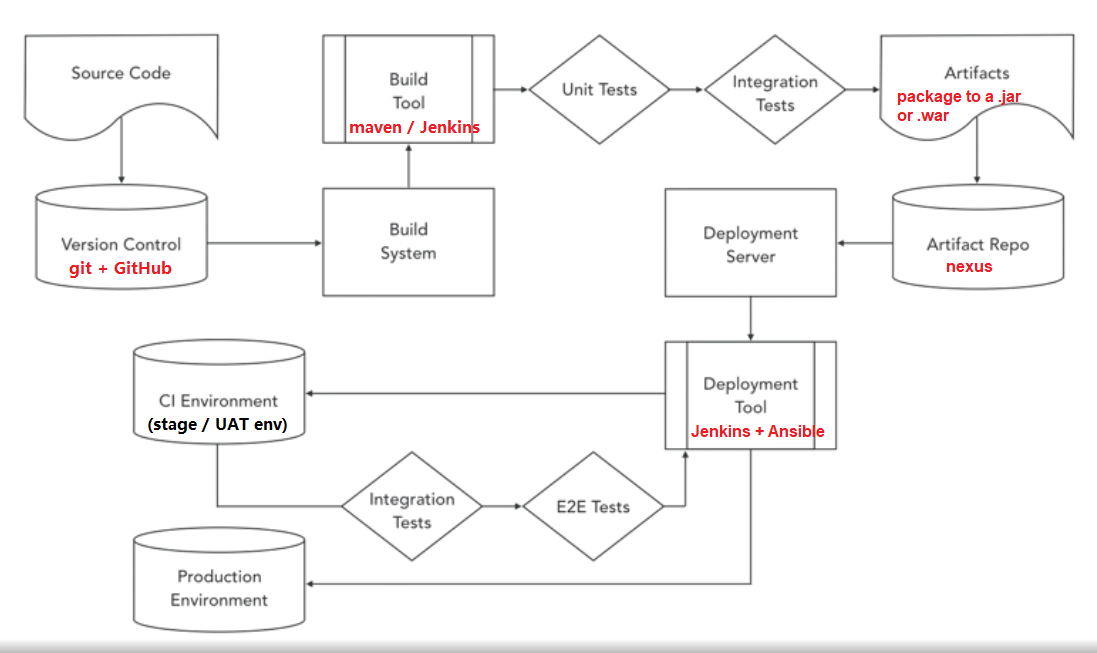 Source Code
Build
Tool
maven / Jenkins
Unit Tests
Integration
Tests
Artifacts
package to a .jar
or .war
Version Control
git + GitHub
Build
System
Deployment
Server
Artifact Repo
nexus
CI Environment
(stage / UAT env)
Deployment
Tool
Jenkins + Ansible
Integration
Tests
E2E Tests
Production
Environment